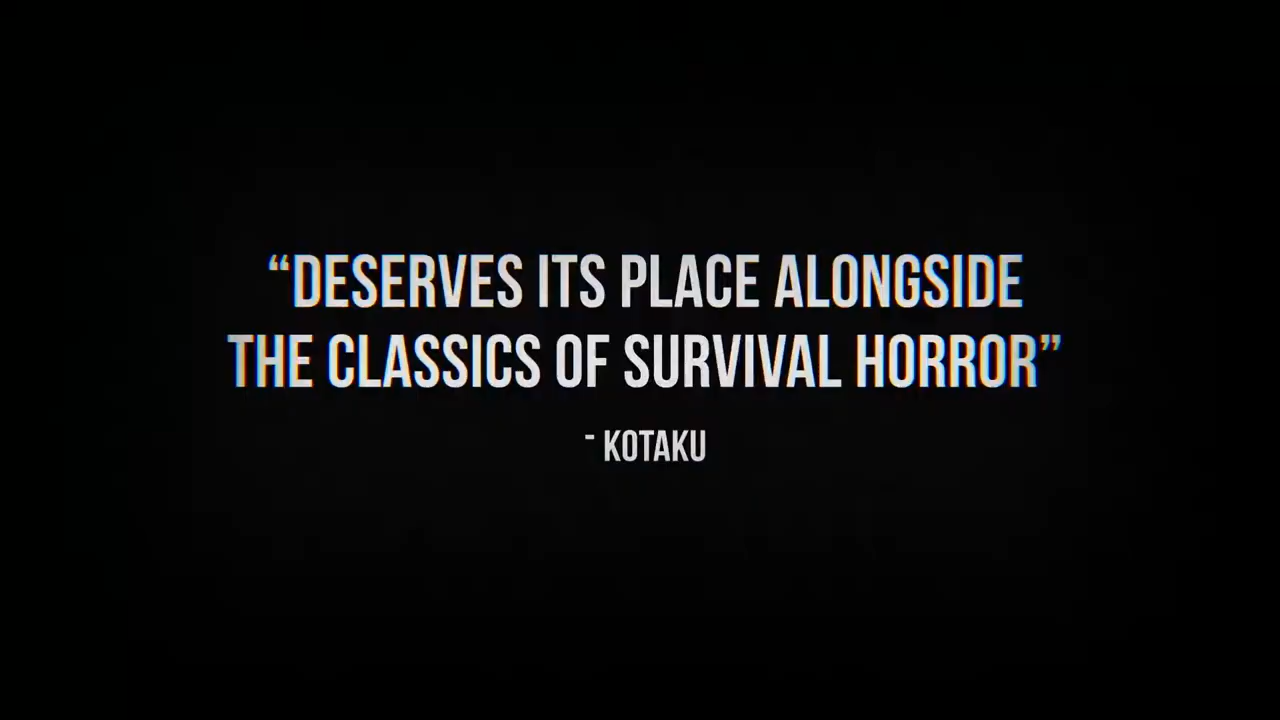 “DESERVES ITS PLACE ALONGSIDE
THE CLASSICS OF SURVIVAL HORROR”
- KOTAKU